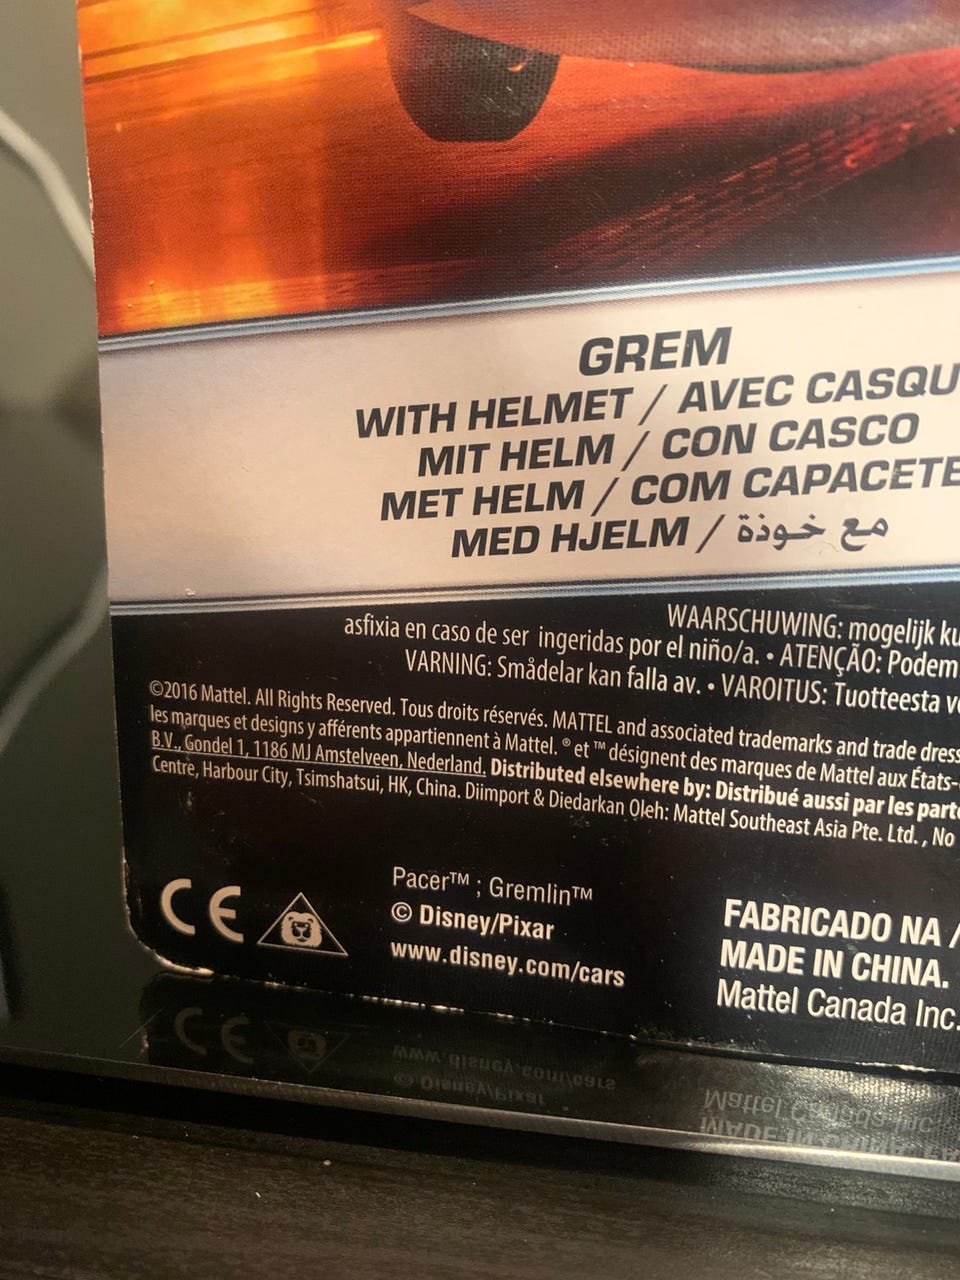 GREM
WITH HELMET / AVEC CASQU
MIT HELM / CON CASCO
MET HELM / COM CAPACETE
MED HJELM / مع خوذة
WAARSCHUWING: mogelijk ku
asfixia en caso de ser ingeridas por el niño/a. • ATENÇÃO: Podem
VARNING: Smådelar kan falla av. • VAROITUS: Tuotteesta v
©2016 Mattel. All Rights Reserved. Tous droits réservés. MATTEL and associated trademarks and trade dress
les marques et designs y afférents appartiennent à Mattel. ® et ™ désignent des marques de Mattel aux États-
B.V., Gondel 1, 1186 MJ Amstelveen, Nederland. Distributed elsewhere by: Distribué aussi par les parte
Centre, Harbour City, Tsimshatsui, HK, China. Diimport & Diedarkan Oleh: Mattel Southeast Asia Pte. Ltd., No
CE
Pacer™ ; Gremlin™
© Disney/Pixar
www.disney.com/cars
FABRICADO NA /
MADE IN CHINA.
Mattel Canada Inc.